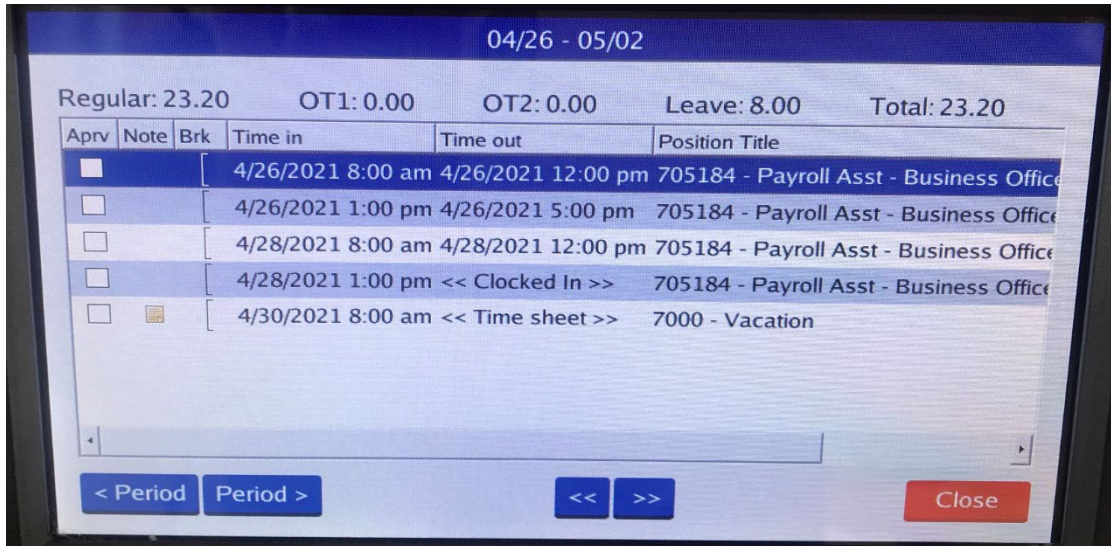 04/26 - 05/02
Regular: 23.20 OT1: 0.00 OT2: 0.00 Leave: 8.00 Total: 23.20
Aprv Note Brk Time in Time out Position Title
4/26/2021 8:00 am 4/26/2021 12:00 pm 705184 - Payroll Asst - Business Office
4/26/2021 1:00 pm 4/26/2021 5:00 pm 705184 - Payroll Asst - Business Office
4/28/2021 8:00 am 4/28/2021 12:00 pm 705184 - Payroll Asst - Business Office
4/28/2021 1:00 pm << Clocked In >> 705184 - Payroll Asst - Business Office
4/30/2021 8:00 am << Time sheet >> 7000 - Vacation
< Period Period > << >> Close